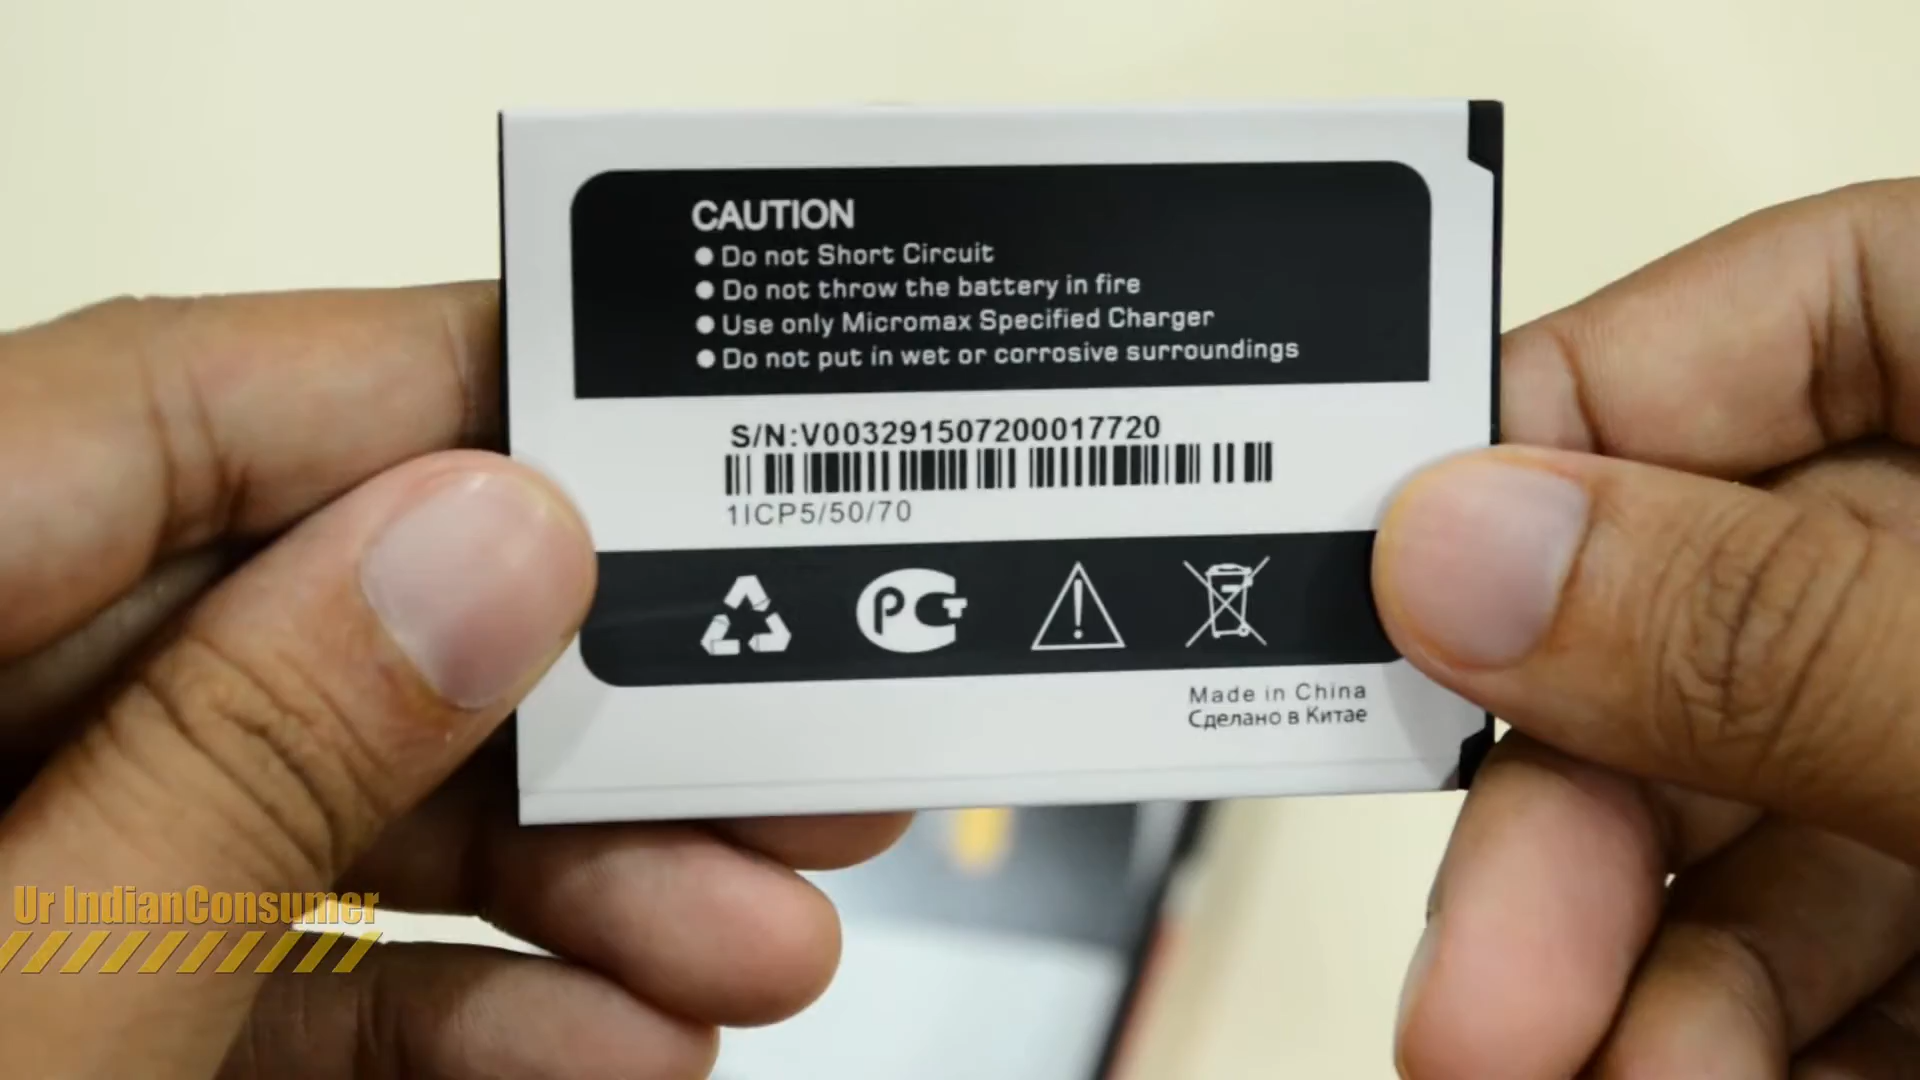 CAUTION
● Do not Short Circuit
● Do not throw the battery in fire
● Use only Micromax Specified Charger
● Do not put in wet or corrosive surroundings
S/N:V003291507200017720
1ICP5/50/70
PCT
Made in China
Сделано в Китае
Ur IndianConsumer